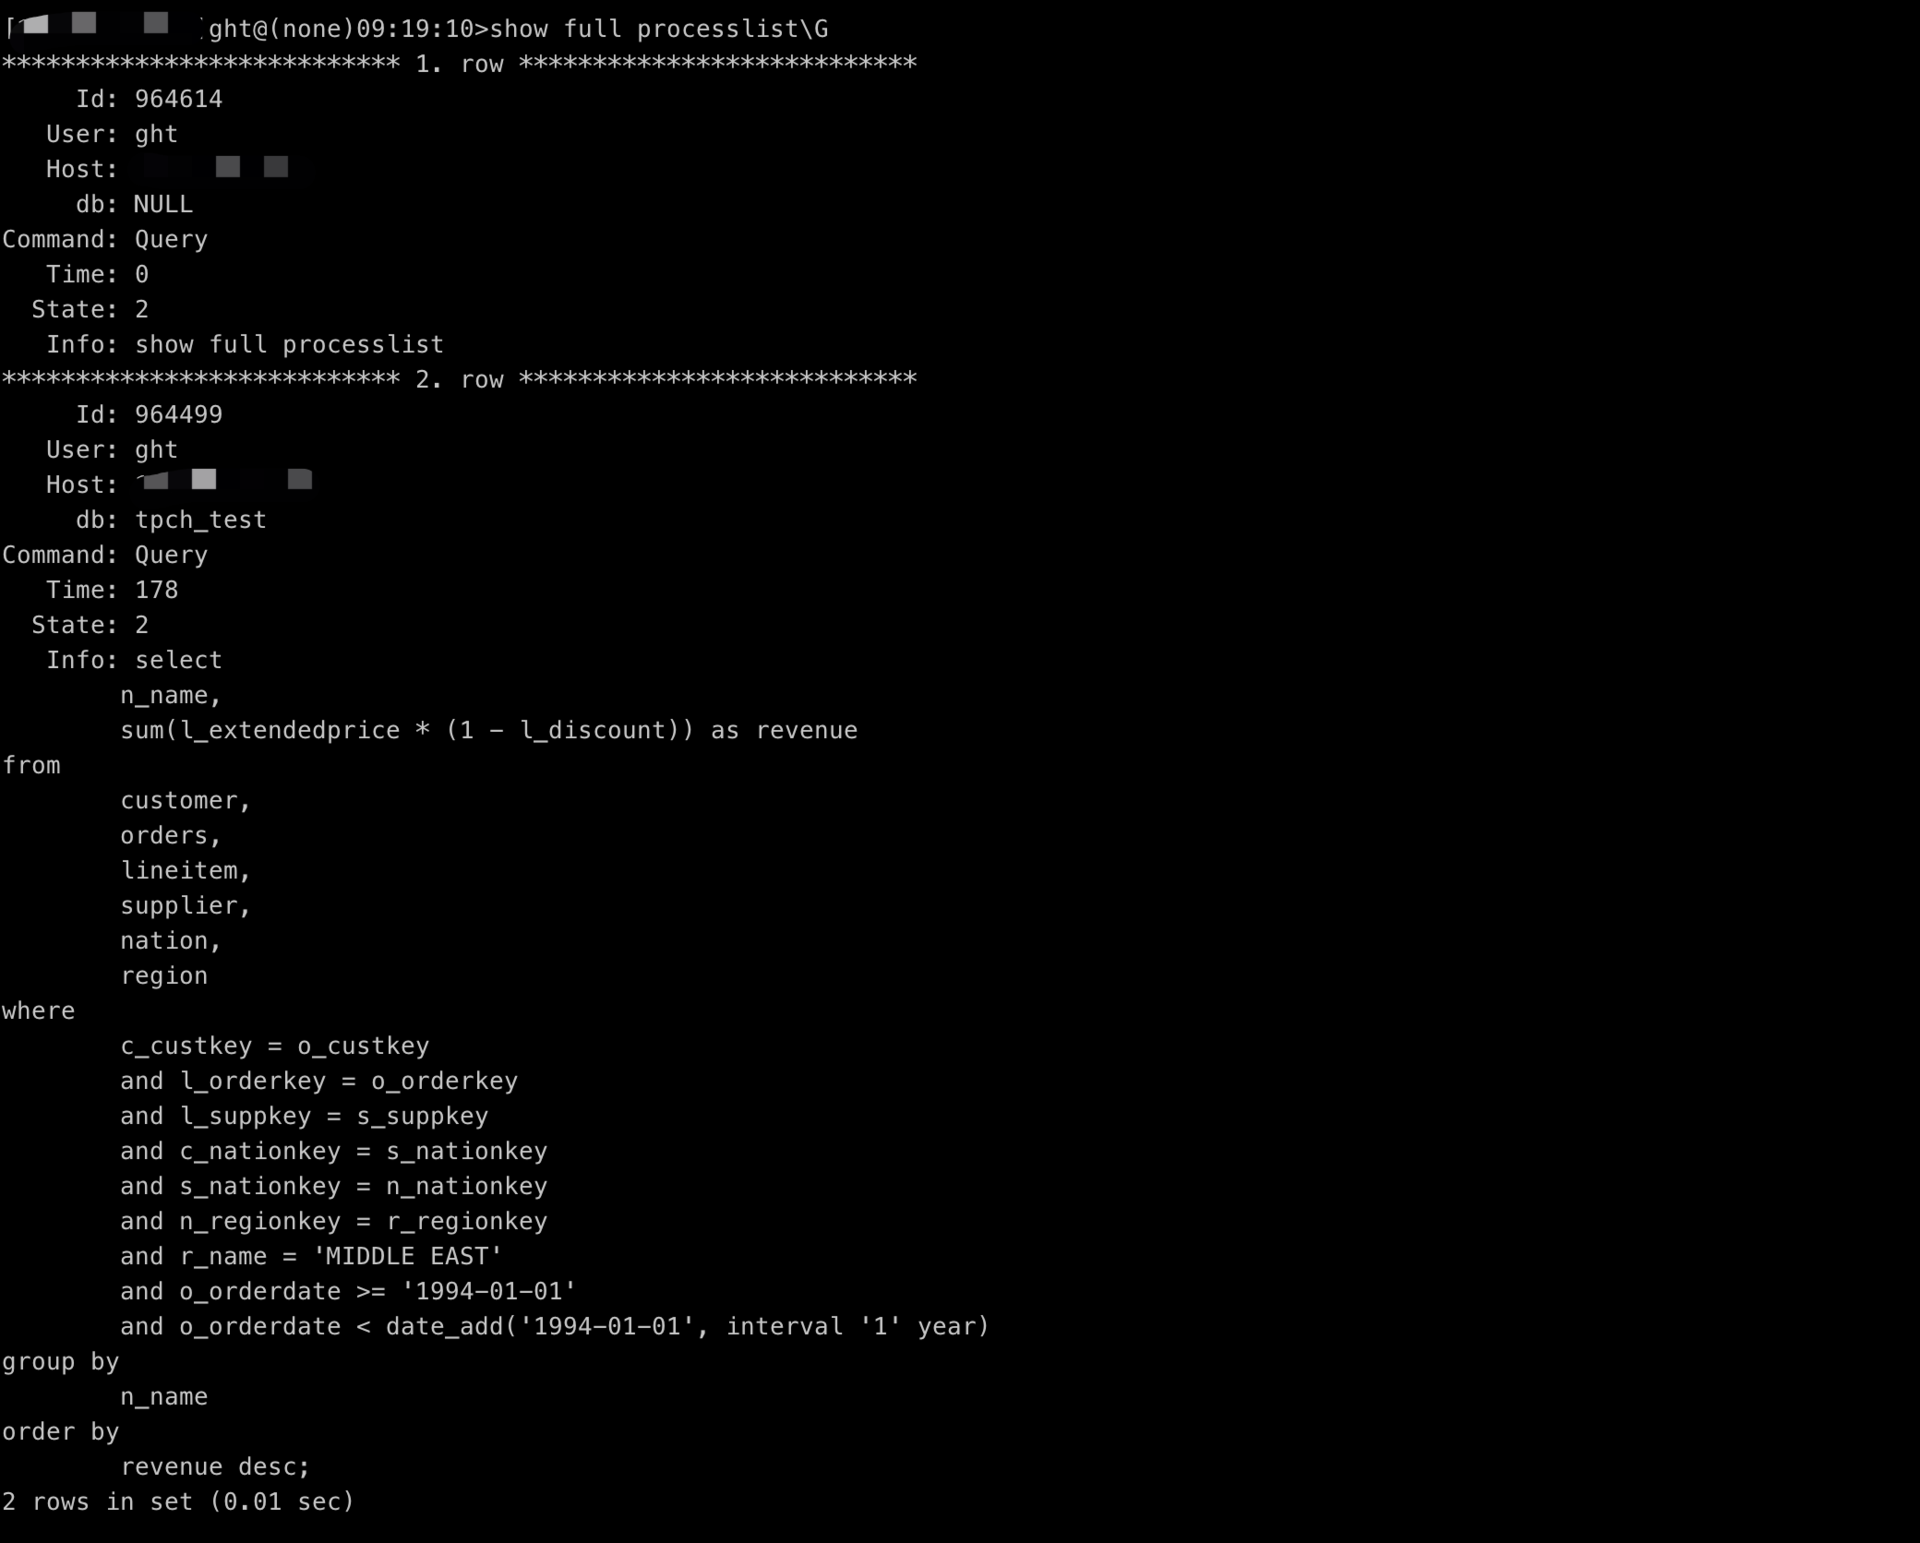 ght@(none)09:19:10>show full processlist\G
*************************** 1. row ***************************
Id: 964614
User: ght
Host:
db: NULL
Command: Query
Time: 0
State: 2
Info: show full processlist
*************************** 2. row ***************************
Id: 964499
User: ght
Host:
db: tpch_test
Command: Query
Time: 178
State: 2
Info: select
n_name,
sum(l_extendedprice * (1 - l_discount)) as revenue
from
customer,
orders,
lineitem,
supplier,
nation,
region
where
c_custkey = o_custkey
and l_orderkey = o_orderkey
and l_suppkey = s_suppkey
and c_nationkey = s_nationkey
and s_nationkey = n_nationkey
and n_regionkey = r_regionkey
and r_name = 'MIDDLE EAST'
and o_orderdate >= '1994-01-01'
and o_orderdate < date_add('1994-01-01', interval '1' year)
group by
n_name
order by
revenue desc;
2 rows in set (0.01 sec)